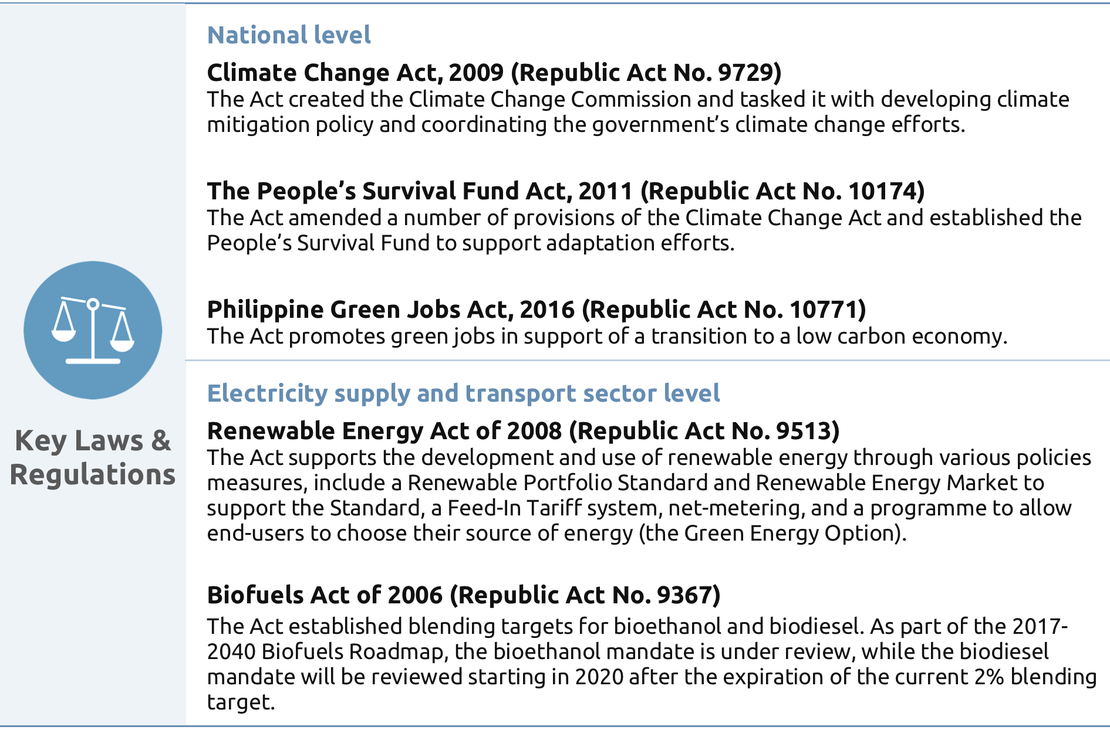 Key Laws &
Regulations
National level
Climate Change Act, 2009 (Republic Act No. 9729)
The Act created the Climate Change Commission and tasked it with developing climate
mitigation policy and coordinating the government’s climate change efforts.
The People’s Survival Fund Act, 2011 (Republic Act No. 10174)
The Act amended a number of provisions of the Climate Change Act and established the
People’s Survival Fund to support adaptation efforts.
Philippine Green Jobs Act, 2016 (Republic Act No. 10771)
The Act promotes green jobs in support of a transition to a low carbon economy.
Electricity supply and transport sector level
Renewable Energy Act of 2008 (Republic Act No. 9513)
The Act supports the development and use of renewable energy through various policies
measures, include a Renewable Portfolio Standard and Renewable Energy Market to
support the Standard, a Feed-In Tariff system, net-metering, and a programme to allow
end-users to choose their source of energy (the Green Energy Option).
Biofuels Act of 2006 (Republic Act No. 9367)
The Act established blending targets for bioethanol and biodiesel. As part of the 2017-
2040 Biofuels Roadmap, the bioethanol mandate is under review, while the biodiesel
mandate will be reviewed starting in 2020 after the expiration of the current 2% blending
target.